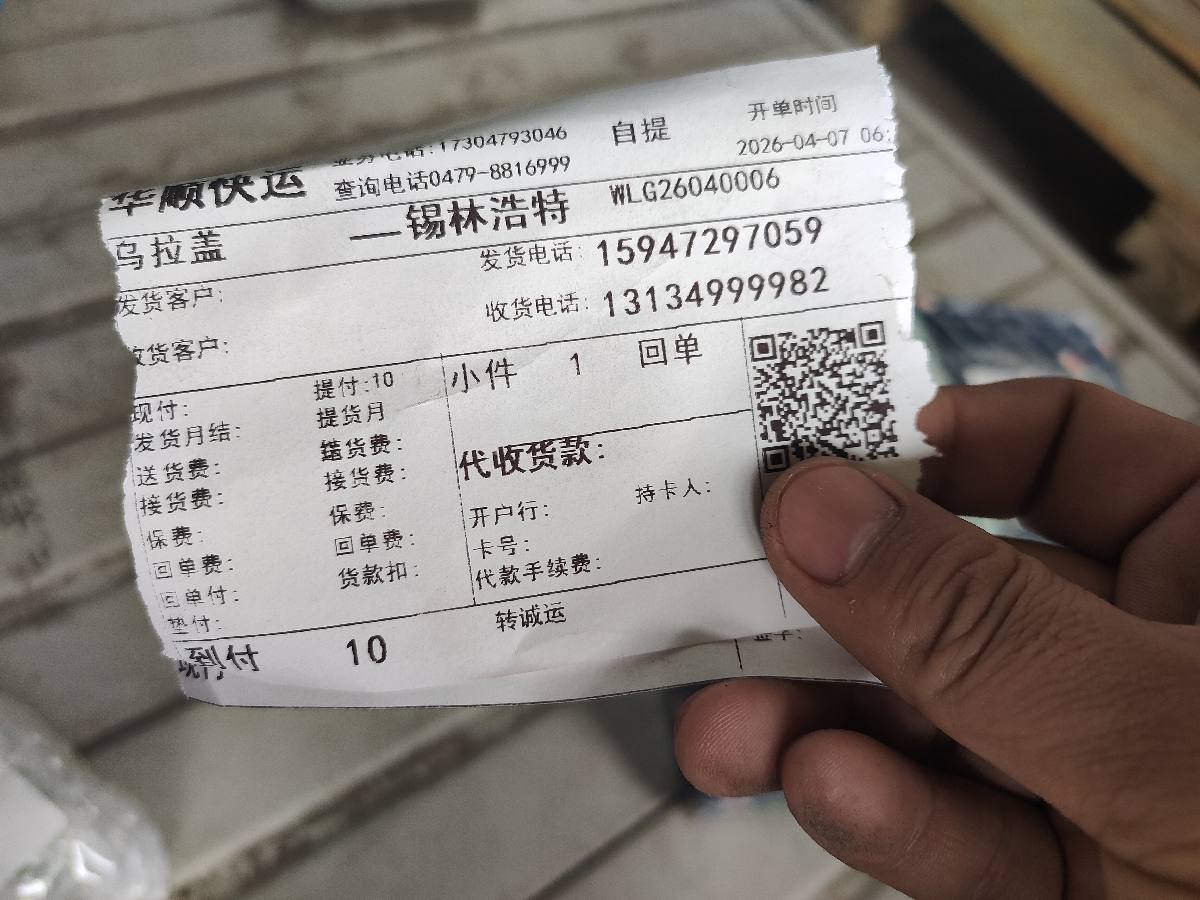 华顺快运 业务电话:17304793046 自提 开单时间
查询电话0479-8816999 2026-04-07 06:
乌拉盖 —锡林浩特 WLG26040006
发货客户: 发货电话: 15947297059
收货客户: 收货电话: 13134999982
现付: 提付:10 小件 1 回单
发货月结: 提货月
送货费: 送货费: 代收货款:
接货费: 接货费:
保费: 保费: 开户行: 持卡人:
回单费: 回单费: 卡号:
回单付: 货款扣: 代款手续费:
垫付:
到付 10 转诚运
签字: